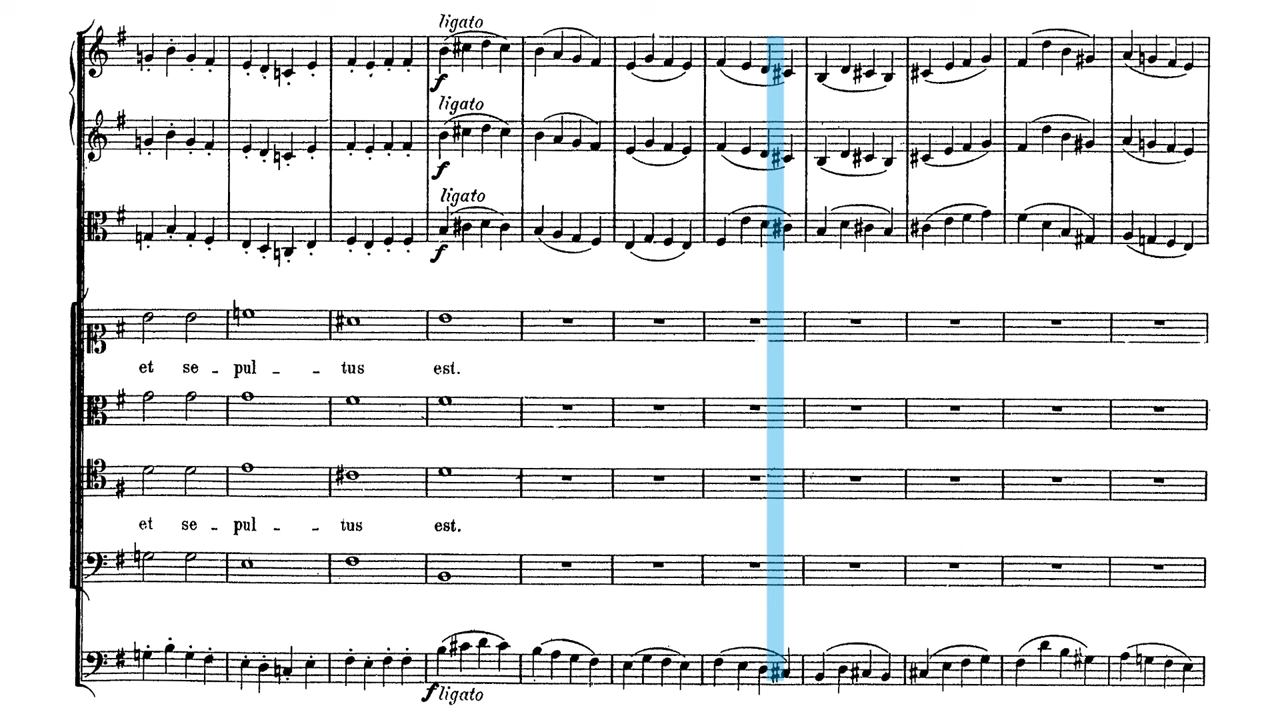 ligato
f
ligato
f
ligato
f
et se - pul - - tus est.
et se - pul - - tus est.
f ligato